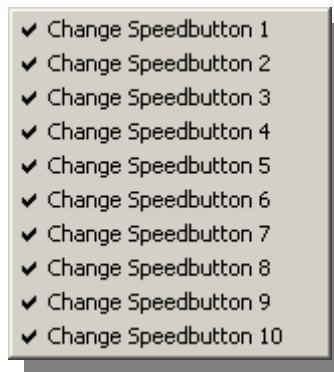 Change Speedbutton 1
Change Speedbutton 2
Change Speedbutton 3
Change Speedbutton 4
Change Speedbutton 5
Change Speedbutton 6
Change Speedbutton 7
Change Speedbutton 8
Change Speedbutton 9
Change Speedbutton 10